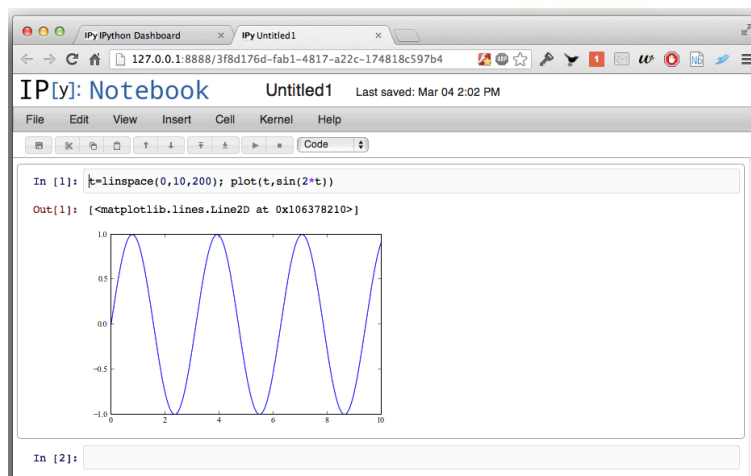 IPy IPython Dashboard × IPy Untitled1 ×
127.0.0.1:8888/3f8d176d-fab1-4817-a22c-174818c597b4
IP[y]: Notebook Untitled1 Last saved: Mar 04 2:02 PM
File Edit View Insert Cell Kernel Help
Code
In [1]: t=linspace(0,10,200); plot(t,sin(2*t))
Out[1]: [<matplotlib.lines.Line2D at 0x106378210>]
1.0
0.5
0.0
−0.5
−1.0
0 2 4 6 8 10
In [2]: